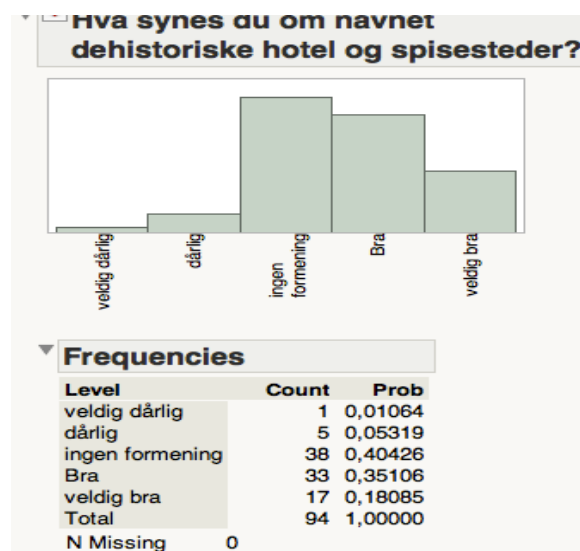 Hva synes du om navnet
dehistoriske hotel og spisesteder?
veldig dårlig
dårlig
ingen
formening
Bra
veldig bra
Frequencies
Level Count Prob
veldig dårlig 1 0,01064
dårlig 5 0,05319
ingen formening 38 0,40426
Bra 33 0,35106
veldig bra 17 0,18085
Total 94 1,00000
N Missing 0